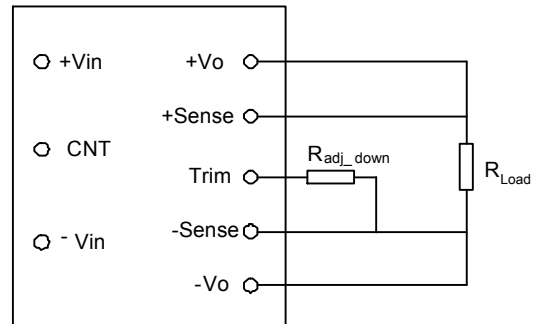 +Vin
+Vo
+Sense
CNT
Radj_down
Trim
RLoad
-Sense
- Vin
-Vo